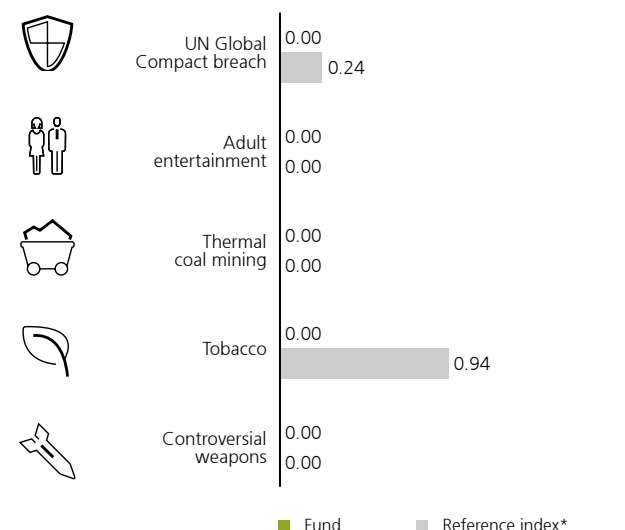 UN Global
Compact breach
0.00
0.24
Adult
entertainment
0.00
0.00
Thermal
coal mining
0.00
0.00
Tobacco
0.00
0.94
Controversial
weapons
0.00
0.00
Fund
Reference index*